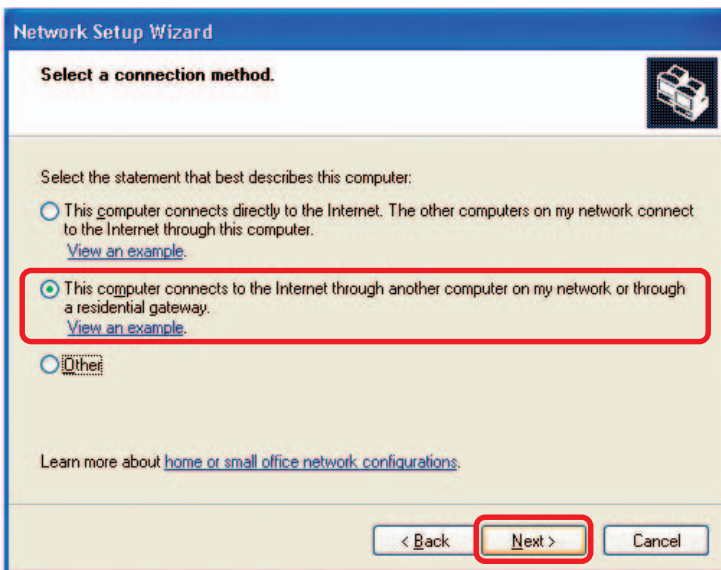 Network Setup Wizard
Select a connection method.
Select the statement that best describes this computer:
This computer connects directly to the Internet. The other computers on my network connect
to the Internet through this computer.
View an example.
This computer connects to the Internet through another computer on my network or through
a residential gateway.
View an example.
Other
Learn more about home or small office network configurations.
< Back Next > Cancel